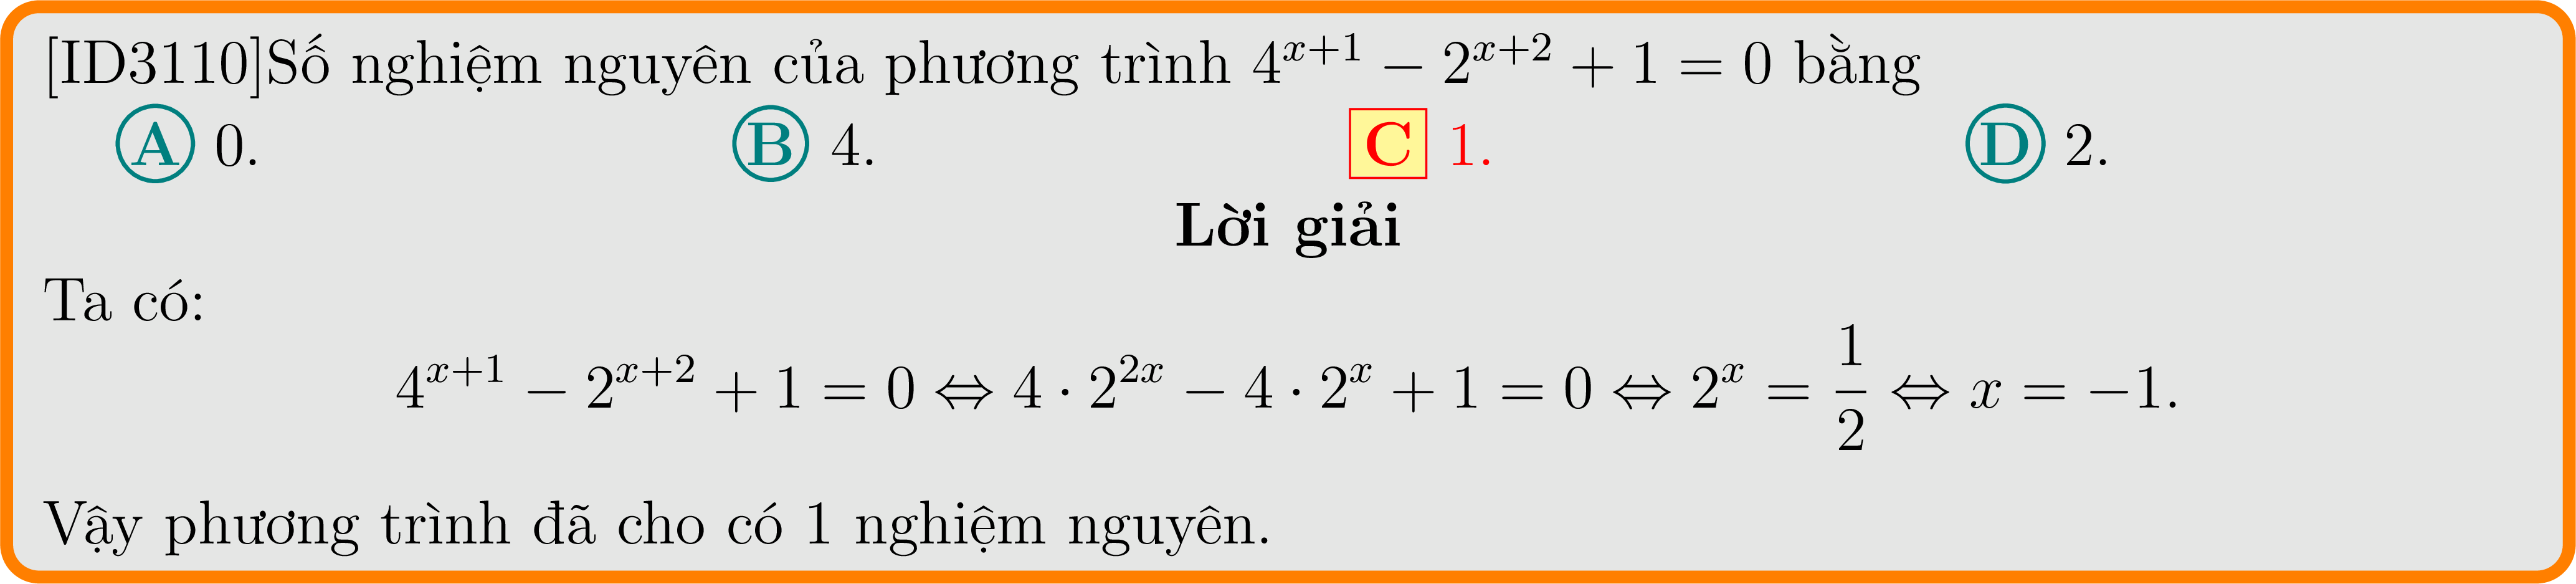 [ID3110]Số nghiệm nguyên của phương trình $4^{x+1} - 2^{x+2} + 1 = 0$ bằng
A 0. B 4. C 1. D 2.
Lời giải
Ta có:
$4^{x+1} - 2^{x+2} + 1 = 0 \Leftrightarrow 4 \cdot 2^{2x} - 4 \cdot 2^{x} + 1 = 0 \Leftrightarrow 2^{x} = \frac{1}{2} \Leftrightarrow x = -1.$
Vậy phương trình đã cho có 1 nghiệm nguyên.